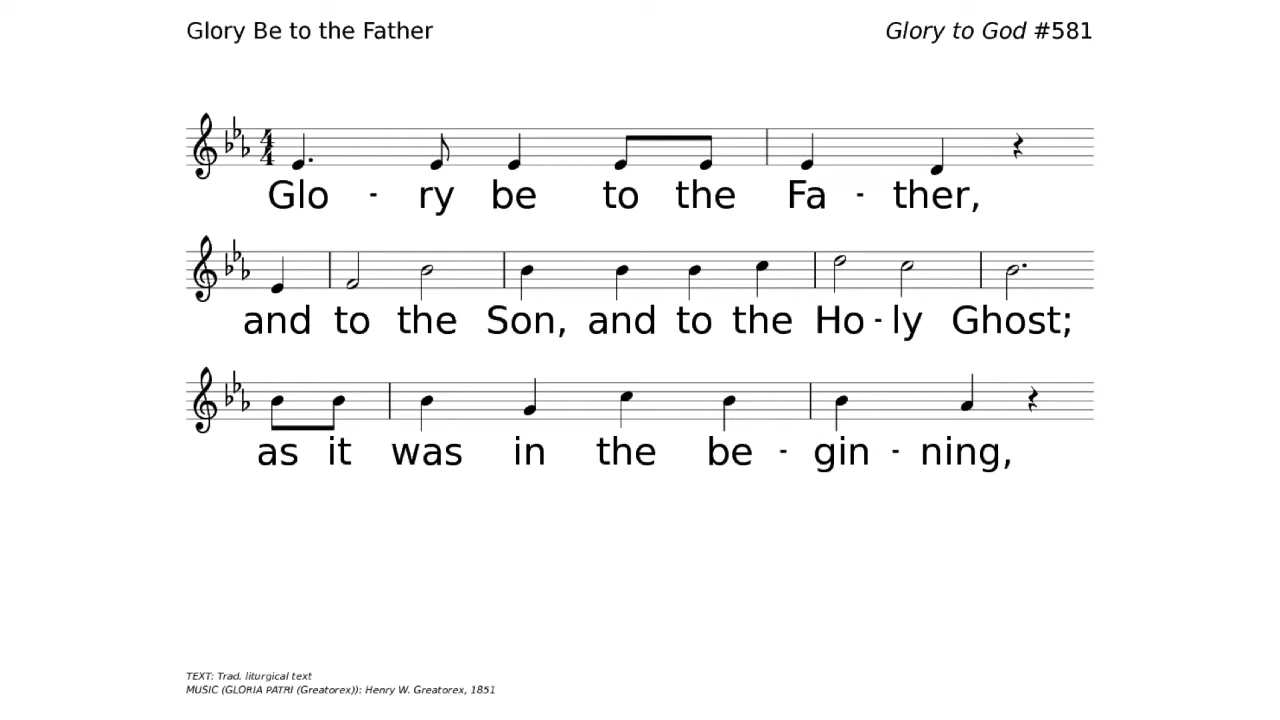 Glory Be to the Father
Glory to God #581
Glo - ry be to the Fa - ther,
and to the Son, and to the Ho - ly Ghost;
as it was in the be - gin - ning,
TEXT: Trad. liturgical text
MUSIC (GLORIA PATRI (Greatorex)): Henry W. Greatorex, 1851